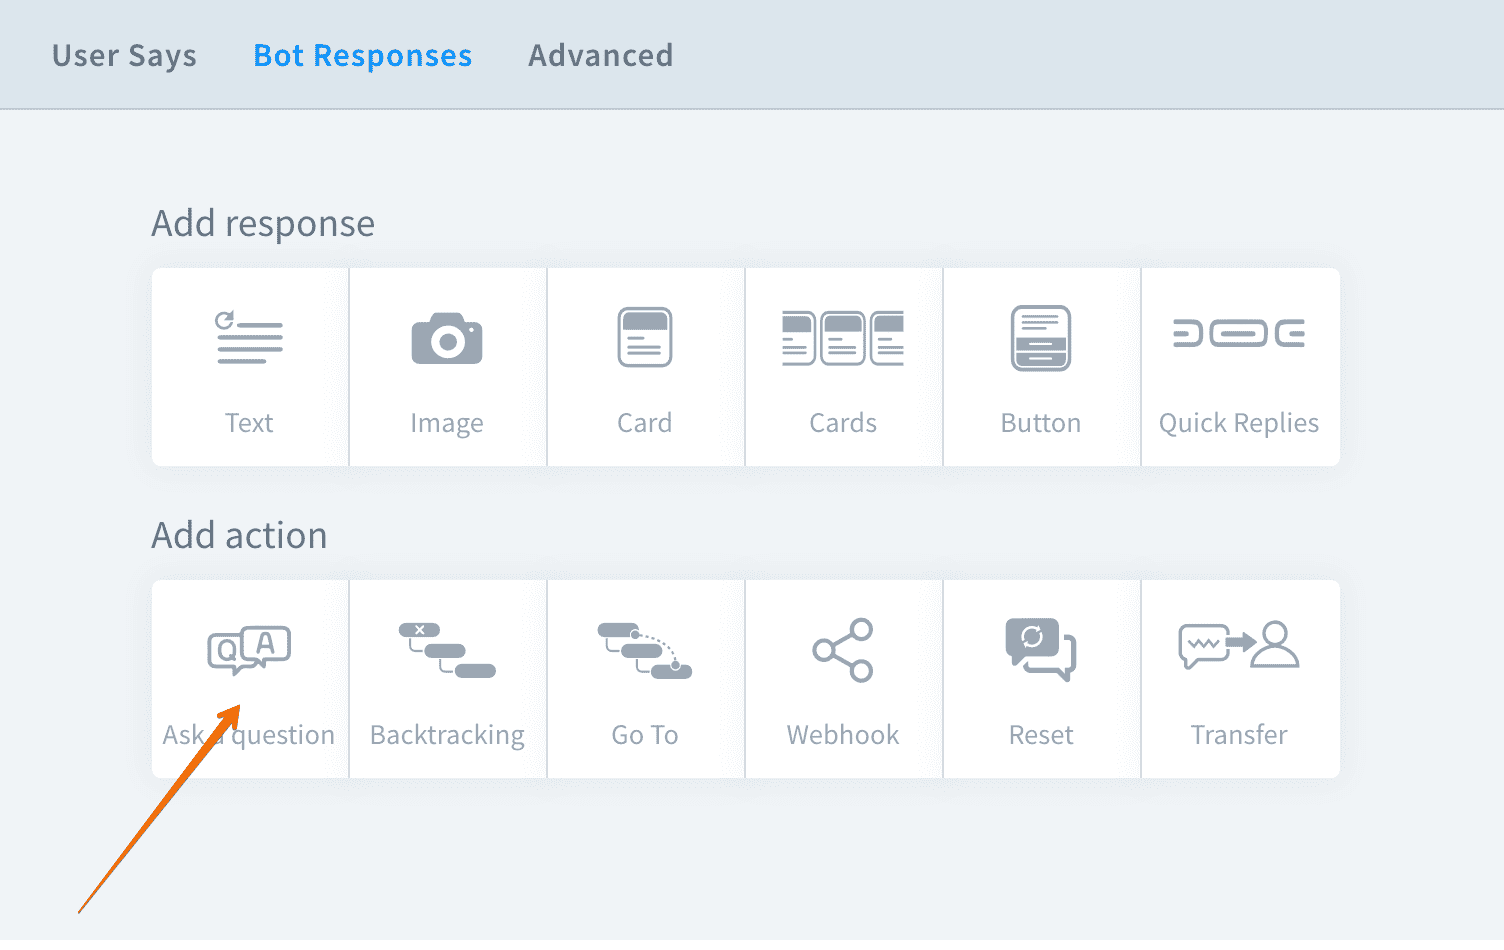 User Says Bot Responses Advanced
Add response
Text Image Card Cards Button Quick Replies
Add action
Q A
Ask a question Backtracking Go To Webhook Reset Transfer